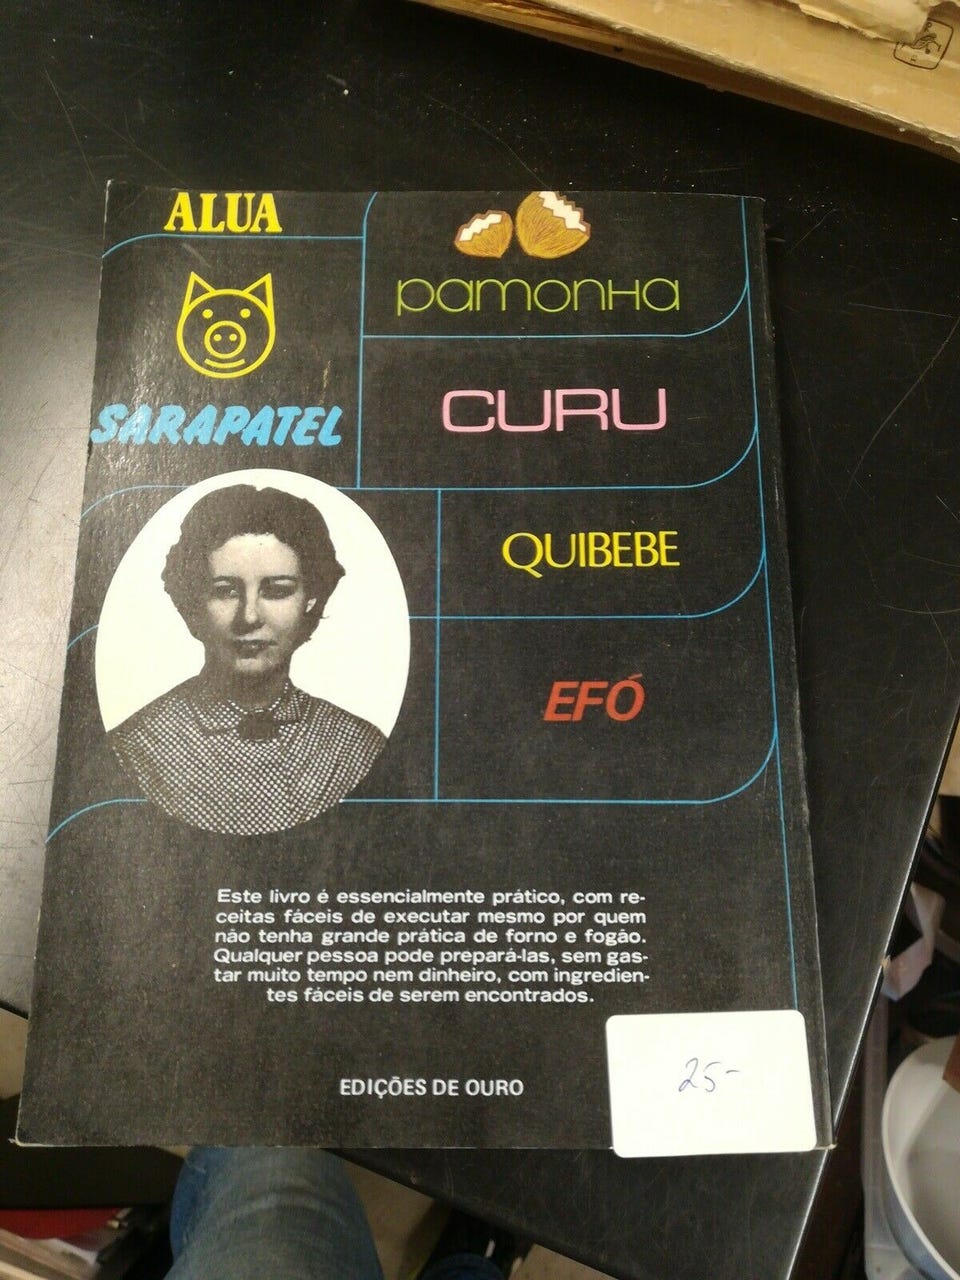 ALUA
pamonha
SARAPATEL
CURU
QUIBEBE
EFÓ
Este livro é essencialmente prático, com re-
ceitas fáceis de executar mesmo por quem
não tenha grande prática de forno e fogão.
Qualquer pessoa pode prepará-las, sem gas-
tar muito tempo nem dinheiro, com ingredien-
tes fáceis de serem encontrados.
EDIÇÕES DE OURO
25-